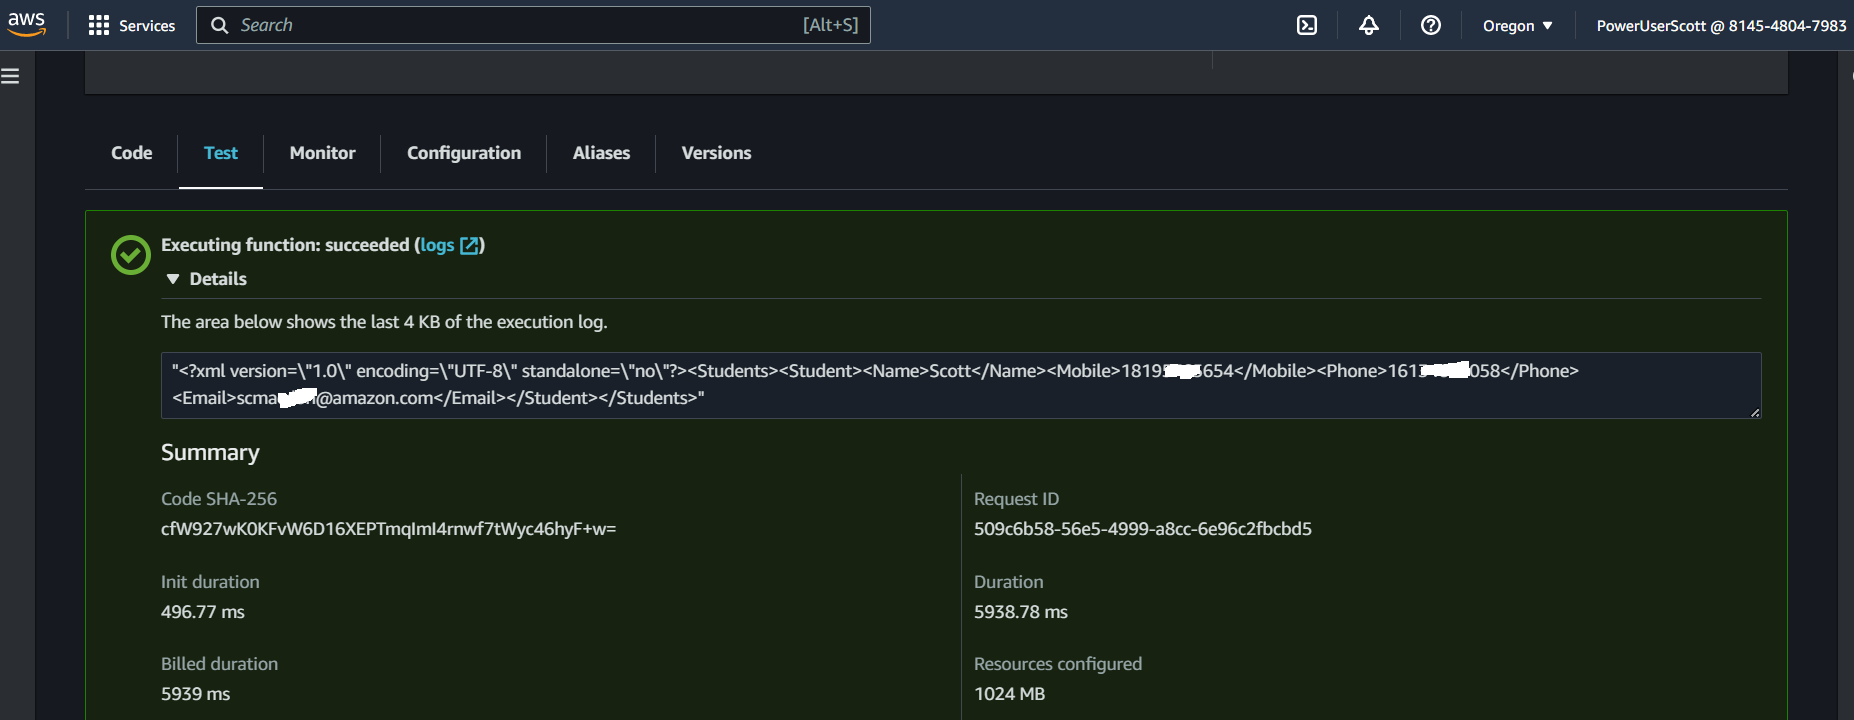 aws Services Search [Alt+S] Oregon PowerUserScott @ 8145-4804-7983
Code Test Monitor Configuration Aliases Versions
Executing function: succeeded (logs)
Details
The area below shows the last 4 KB of the execution log.
"<?xml version=\"1.0\" encoding=\"UTF-8\" standalone=\"no\"?><Students><Student><Name>Scott</Name><Mobile>1819 654</Mobile><Phone>161 058</Phone>
<Email>scma @amazon.com</Email></Student></Students>"
Summary
Code SHA-256 Request ID
cfW927wK0KFvW6D16XEPTmqImI4rnwf7tWyc46hyF+w= 509c6b58-56e5-4999-a8cc-6e96c2fbcbd5
Init duration Duration
496.77 ms 5938.78 ms
Billed duration Resources configured
5939 ms 1024 MB